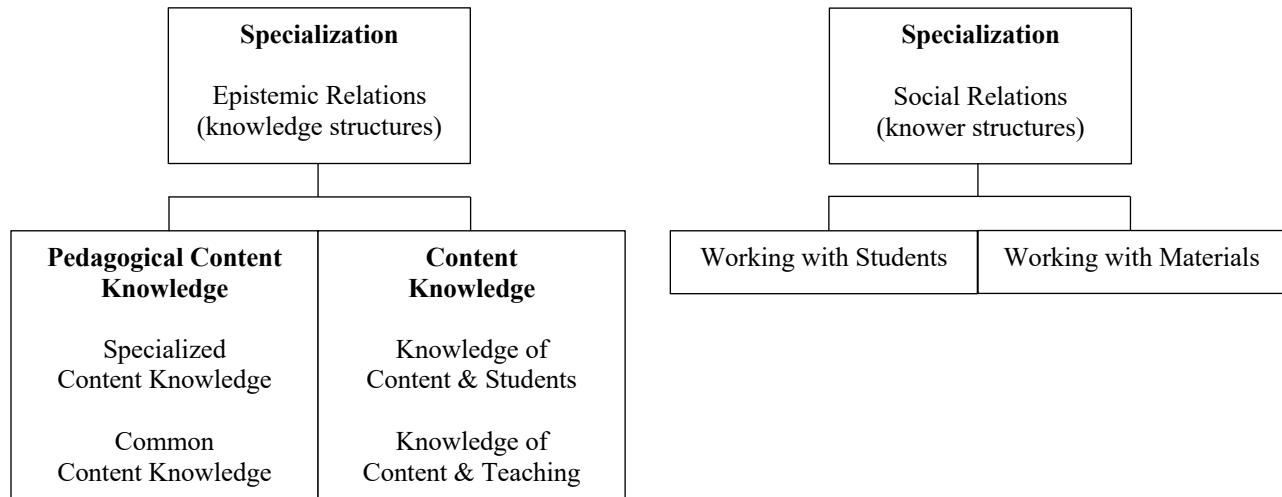 Specialization
Epistemic Relations
(knowledge structures)
Pedagogical Content
Knowledge
Specialized
Content Knowledge
Common
Content Knowledge
Content
Knowledge
Knowledge of
Content & Students
Knowledge of
Content & Teaching
Specialization
Social Relations
(knower structures)
Working with Students
Working with Materials